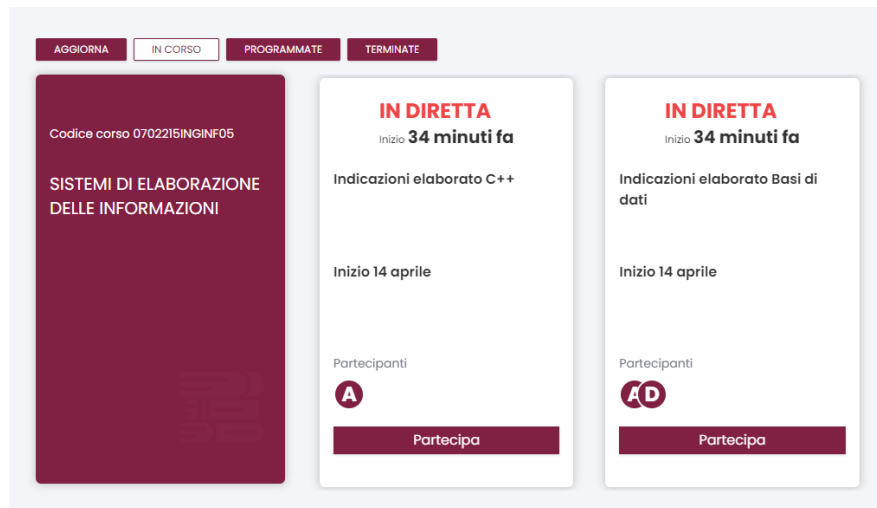 AGGIORNA
IN CORSO
PROGRAMMATE
TERMINATE
Codice corso 0702215INGINF05
SISTEMI DI ELABORAZIONE
DELLE INFORMAZIONI
IN DIRETTA
Inizio 34 minuti fa
Indicazioni elaborato C++
Inizio 14 aprile
Partecipanti
A
Partecipa
IN DIRETTA
Inizio 34 minuti fa
Indicazioni elaborato Basi di
dati
Inizio 14 aprile
Partecipanti
A D
Partecipa